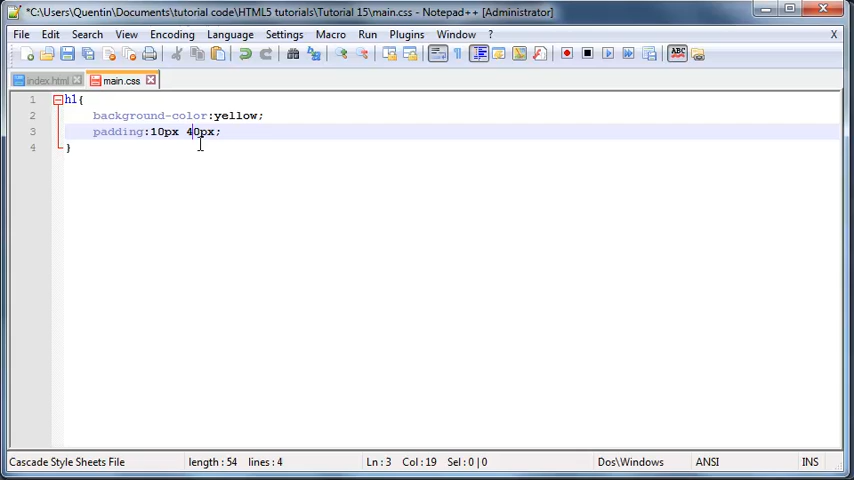 *C:\Users\Quentin\Documents\tutorial code\HTML5 tutorials\Tutorial 15\main.css - Notepad++ [Administrator]
File Edit Search View Encoding Language Settings Macro Run Plugins Window ? X
index.html main.css
1 h1{
2 background-color:yellow;
3 padding:10px 40px;
4 }
Cascade Style Sheets File length : 54 lines : 4 Ln : 3 Col : 19 Sel : 0 | 0 Dos\Windows ANSI INS